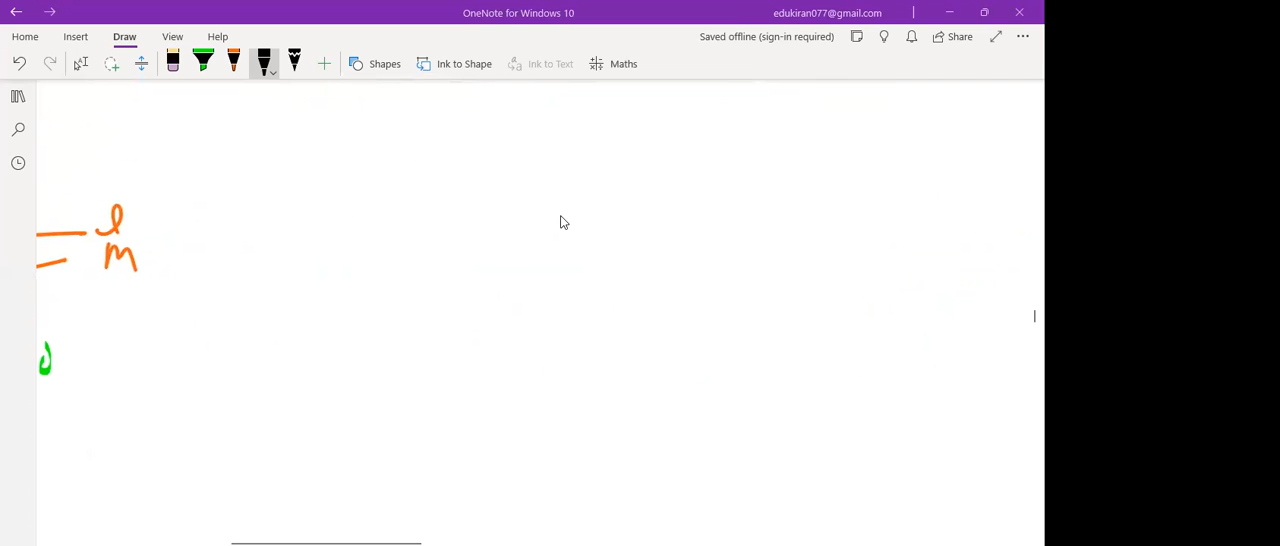 OneNote for Windows 10
edukiran077@gmail.com
Home Insert Draw View Help
Saved offline (sign-in required)
Share
Shapes
Ink to Shape
Ink to Text
Maths
l
m